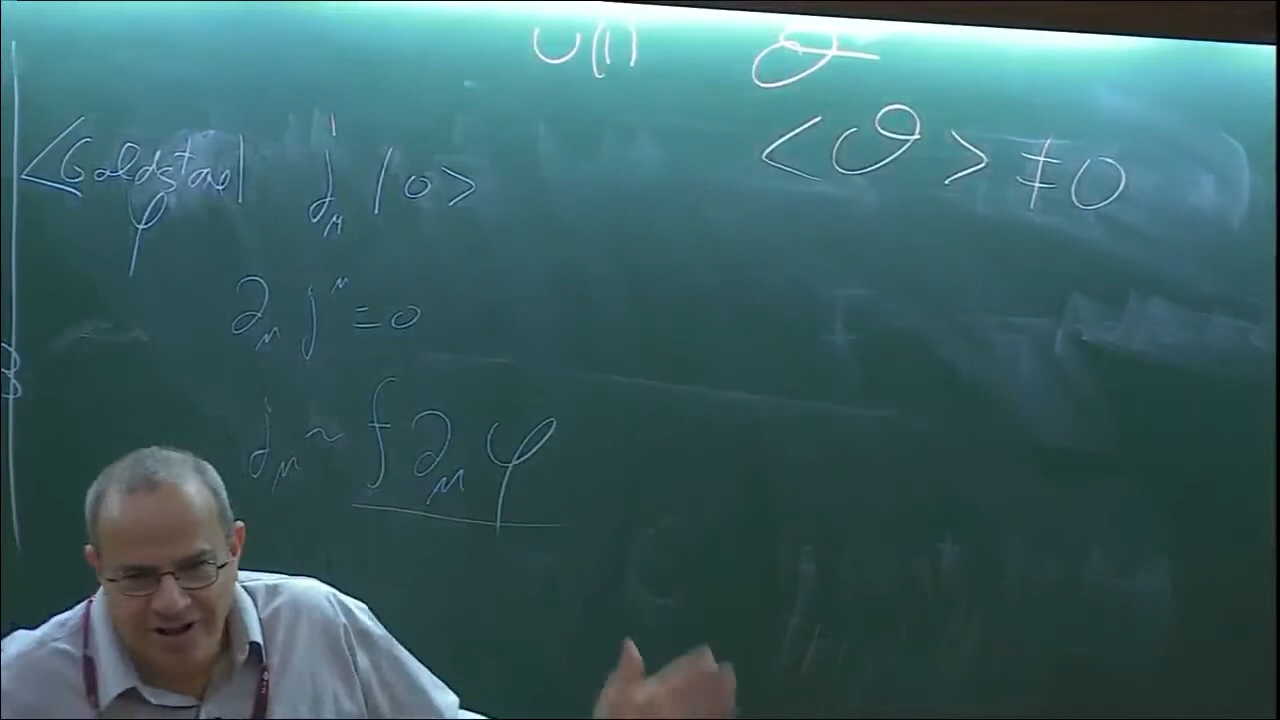 U(1) 𝒪
<Goldstone| j_μ |0>
φ
<𝒪> ≠ 0
∂_μ j^μ = 0
j_μ ~ f ∂_μ φ